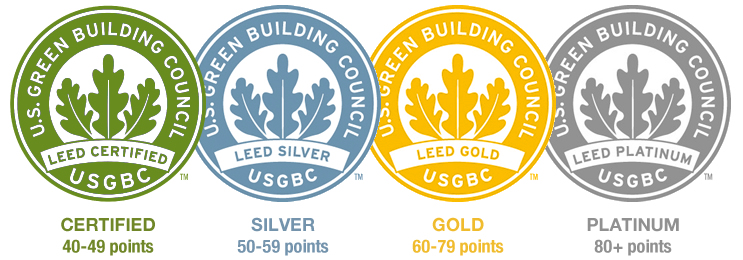 U.S. GREEN BUILDING COUNCIL
LEED CERTIFIED
USGBC
TM
U.S. GREEN BUILDING COUNCIL
LEED SILVER
USGBC
TM
U.S. GREEN BUILDING COUNCIL
LEED GOLD
USGBC
TM
U.S. GREEN BUILDING COUNCIL
LEED PLATINUM
USGBC
TM
CERTIFIED
40-49 points
SILVER
50-59 points
GOLD
60-79 points
PLATINUM
80+ points